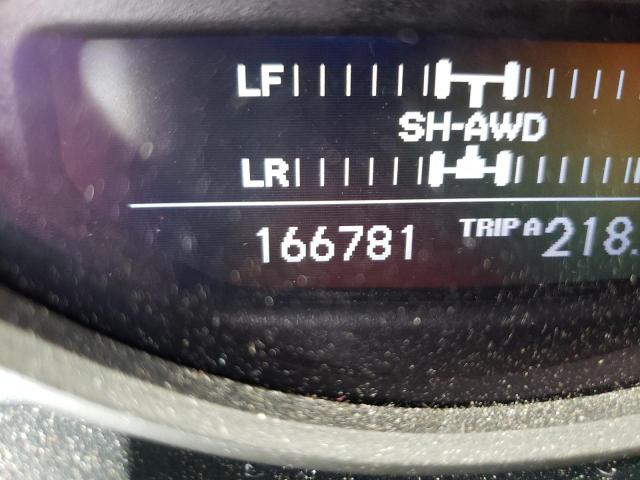 LF
SH-AWD
LR
166781 TRIP A 218.